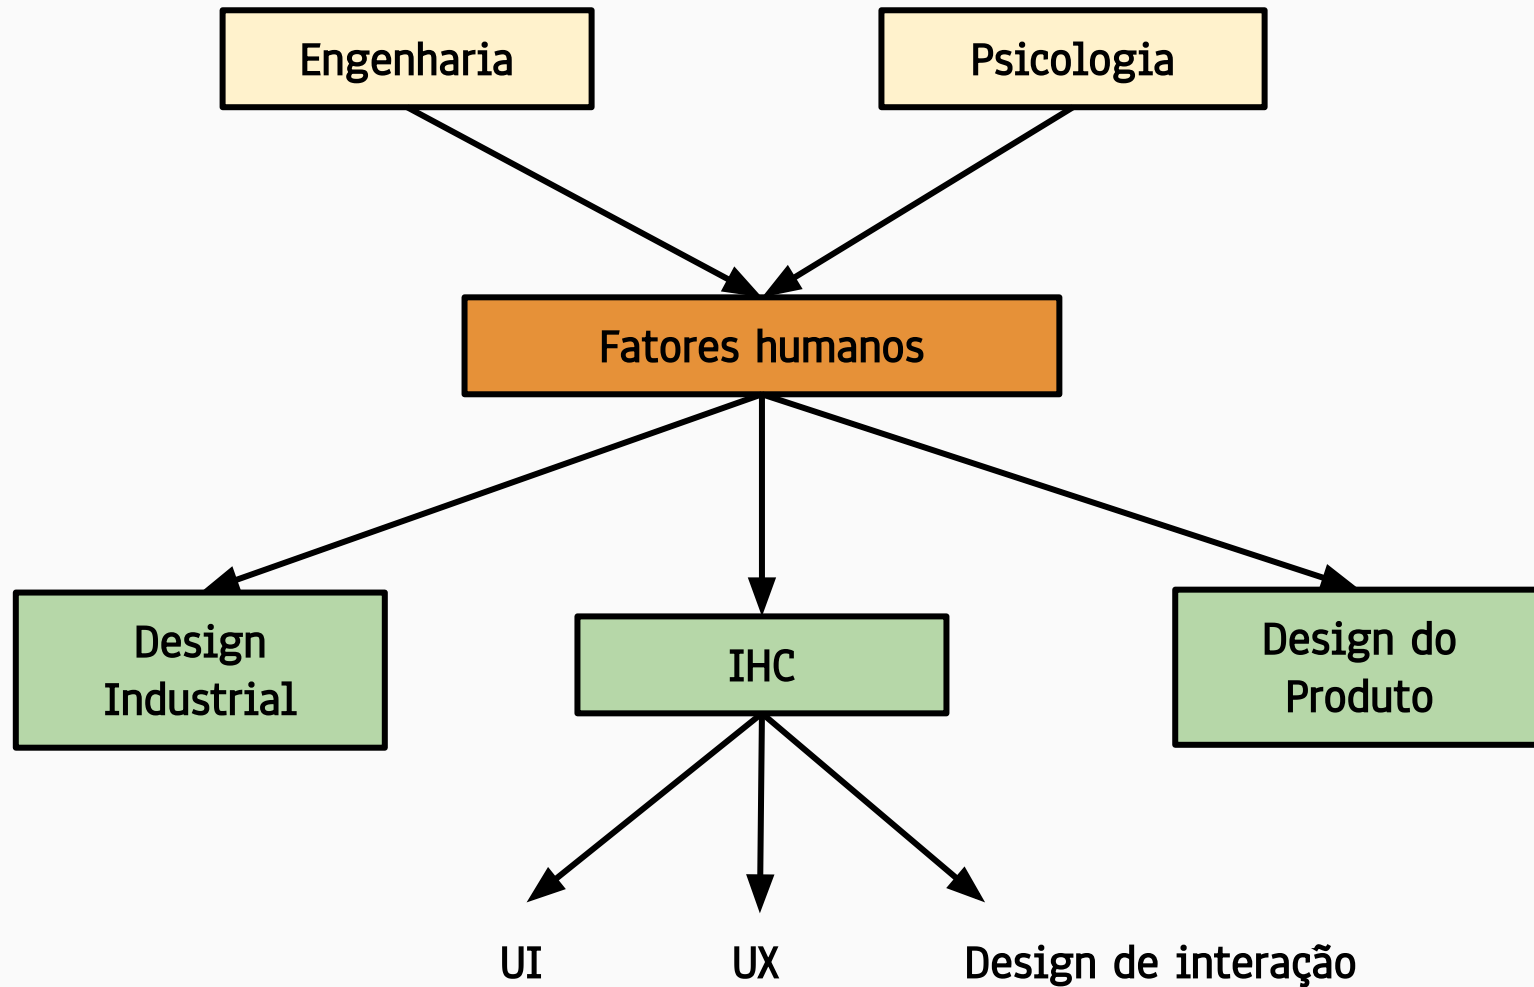 Engenharia
Psicologia
Fatores humanos
Design
Industrial
IHC
Design do
Produto
UI
UX
Design de interação